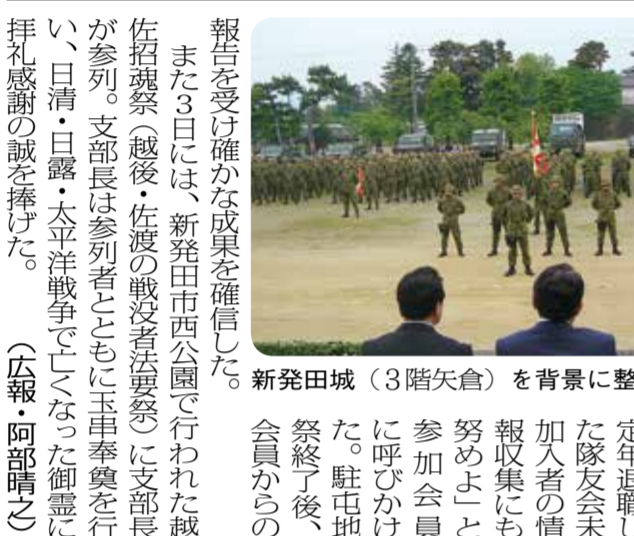 新発田城（3階矢倉）を背景に整
定年退職し
た隊友会未
加入者の情
報収集にも
努めよ」と
参加会員
に呼びかけ
た。駐屯地
祭終了後、
会員からの
報告を受け確かな成果を確信した。
また3日には、新発田市西公園で行われた越
佐招魂祭（越後・佐渡の戦没者法要祭）に支部長
が参列。支部長は参列者とともに玉串奉奠を行
い、日清・日露・太平洋戦争で亡くなった御霊に
拝礼感謝の誠を捧げた。　（広報・阿部晴之）